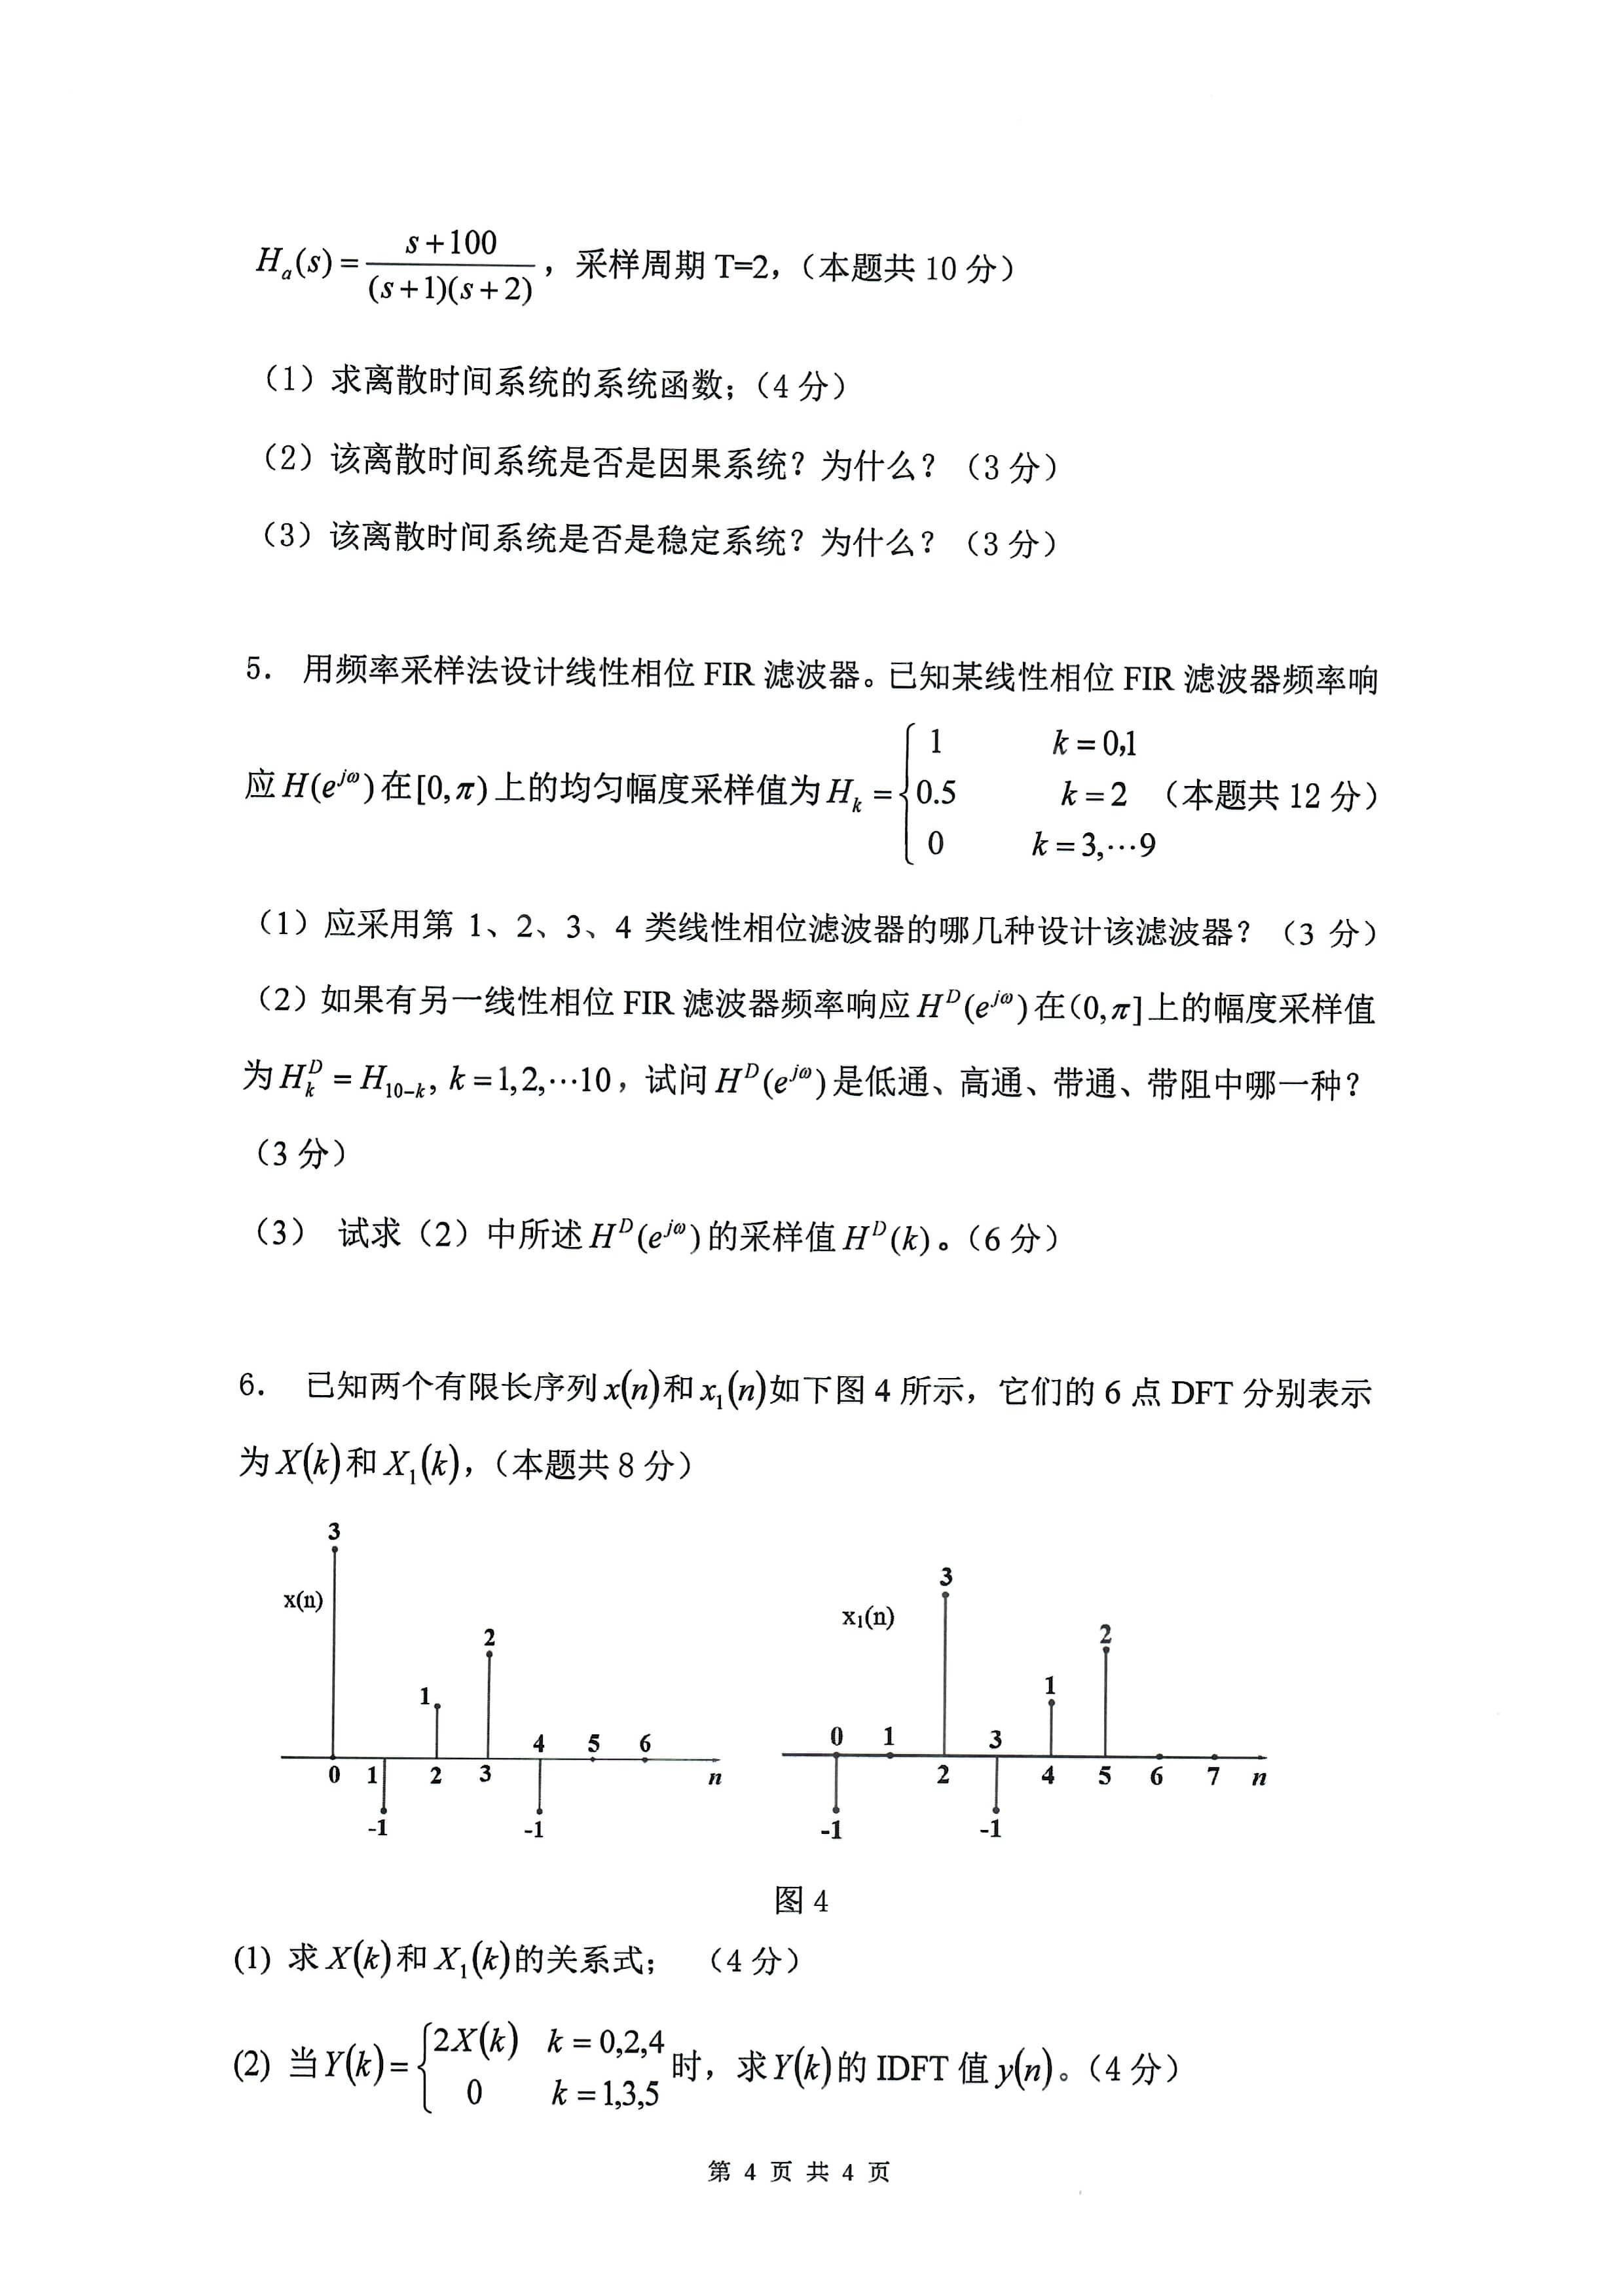 H_a(s) = \frac{s+100}{(s+1)(s+2)}，采样周期 T=2，（本题共 10 分）
（1）求离散时间系统的系统函数；（4 分）
（2）该离散时间系统是否是因果系统？为什么？（3 分）
（3）该离散时间系统是否是稳定系统？为什么？（3 分）
5. 用频率采样法设计线性相位 FIR 滤波器。已知某线性相位 FIR 滤波器频率响
应 H(e^{jω}) 在 [0,π) 上的均匀幅度采样值为 H_k = \begin{cases} 1 & k=0,1 \\ 0.5 & k=2 \\ 0 & k=3,⋯9 \end{cases}（本题共 12 分）
（1）应采用第 1、2、3、4 类线性相位滤波器的哪几种设计该滤波器？（3 分）
（2）如果有另一线性相位 FIR 滤波器频率响应 H^D(e^{jω}) 在 (0,π] 上的幅度采样值
为 H_k^D = H_{10-k}, k=1,2,⋯10，试问 H^D(e^{jω}) 是低通、高通、带通、带阻中哪一种？
（3 分）
（3） 试求（2）中所述 H^D(e^{jω}) 的采样值 H^D(k)。（6 分）
6. 已知两个有限长序列 x(n) 和 x_1(n) 如下图 4 所示，它们的 6 点 DFT 分别表示
为 X(k) 和 X_1(k)，（本题共 8 分）
3
x(n)
2
1
4 5 6
0 1 2 3 n
-1 -1
3
x_1(n)
2
1
0 1 3
2 4 5 6 7 n
-1 -1
图 4
(1) 求 X(k) 和 X_1(k) 的关系式； （4 分）
(2) 当 Y(k) = \begin{cases} 2X(k) & k=0,2,4 \\ 0 & k=1,3,5 \end{cases} 时，求 Y(k) 的 IDFT 值 y(n)。（4 分）
第 4 页 共 4 页